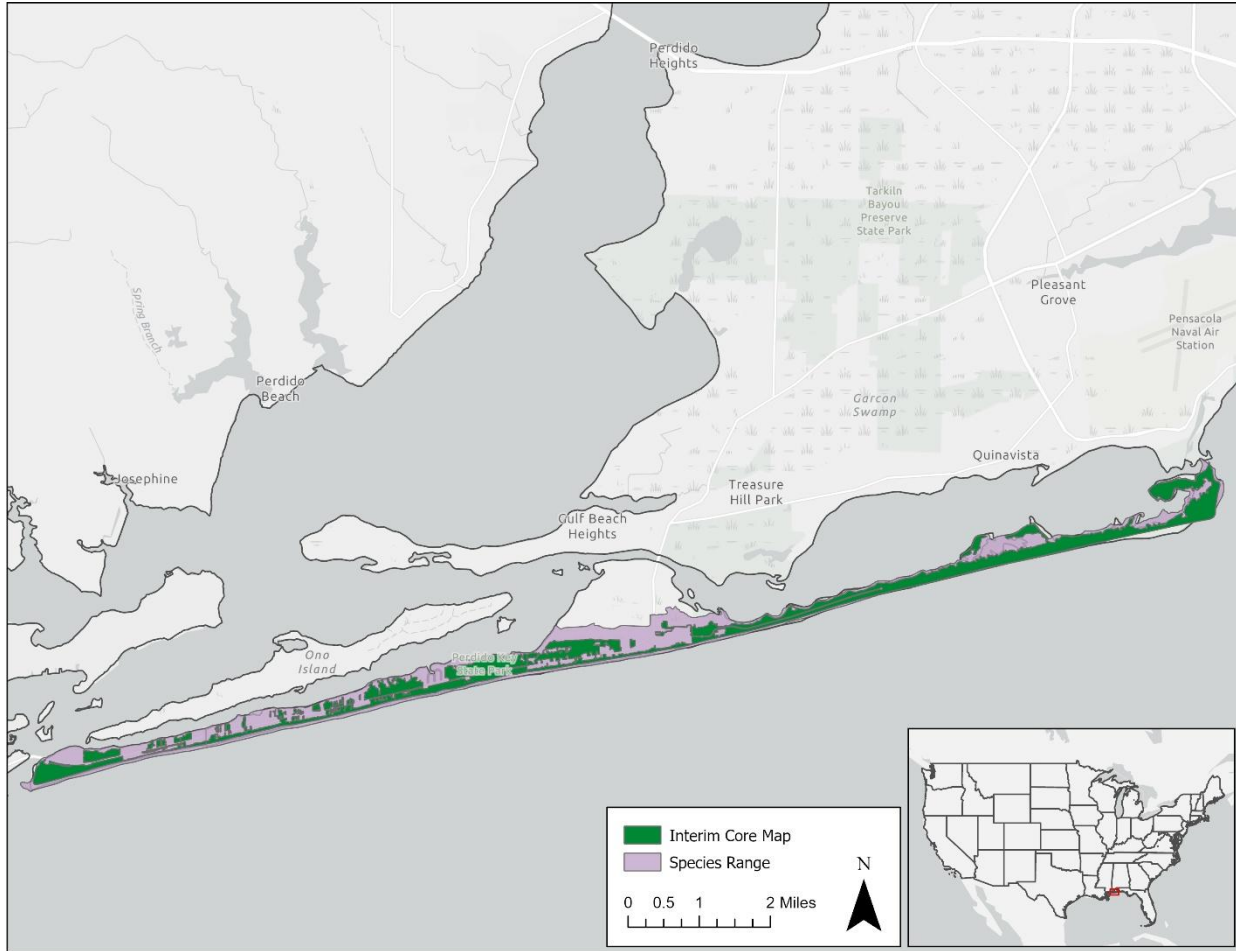 Perdido
Heights
Tarkiln
Bayou
Preserve
State Park
Pleasant
Grove
Spring Branch
Pensacola
Naval Air
Station
Perdido
Beach
Garcon
Swamp
Josephine
Quinavista
Treasure
Hill Park
Gulf Beach
Heights
Ono
Island
Perdido Key
State Park
Interim Core Map
Species Range
N
0 0.5 1 2 Miles